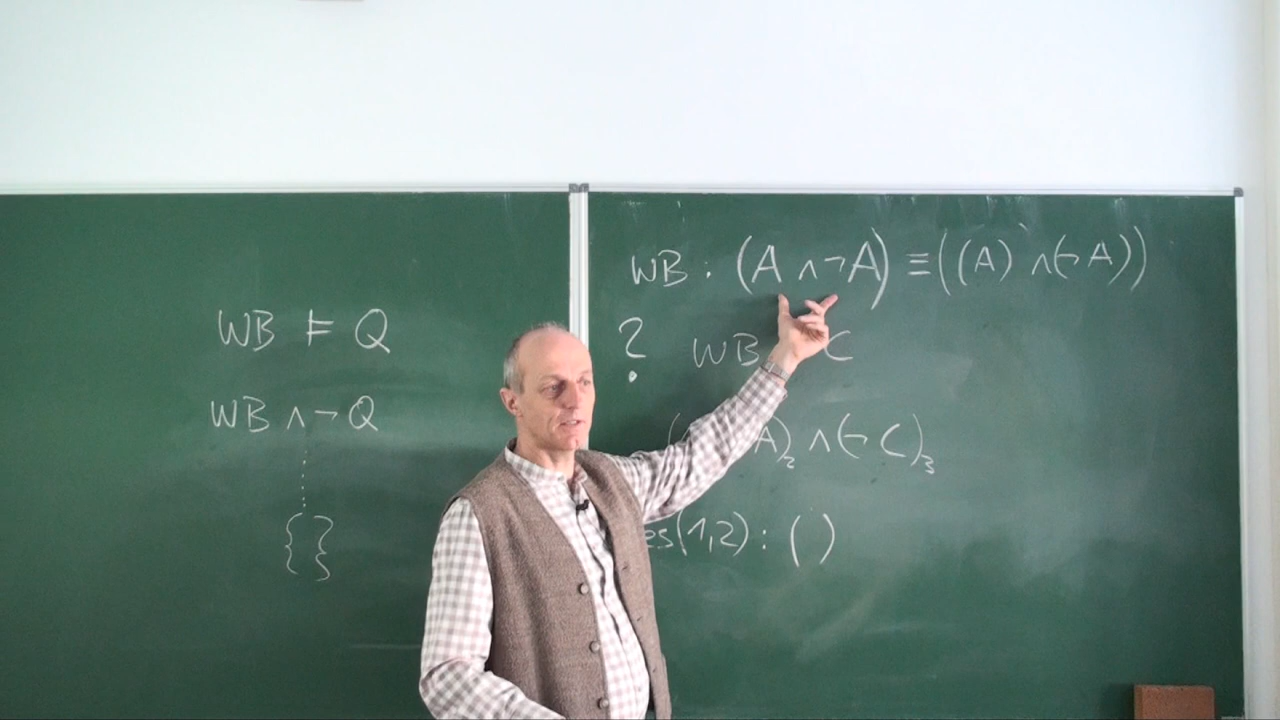 WB ⊨ Q
WB ∧ ¬ Q
{}
WB : (A ∧ ¬A) ≡ ((A) ∧ (¬ A))
? WB C
A)₂ ∧ (¬ C)₃
es(1,2) : ( )